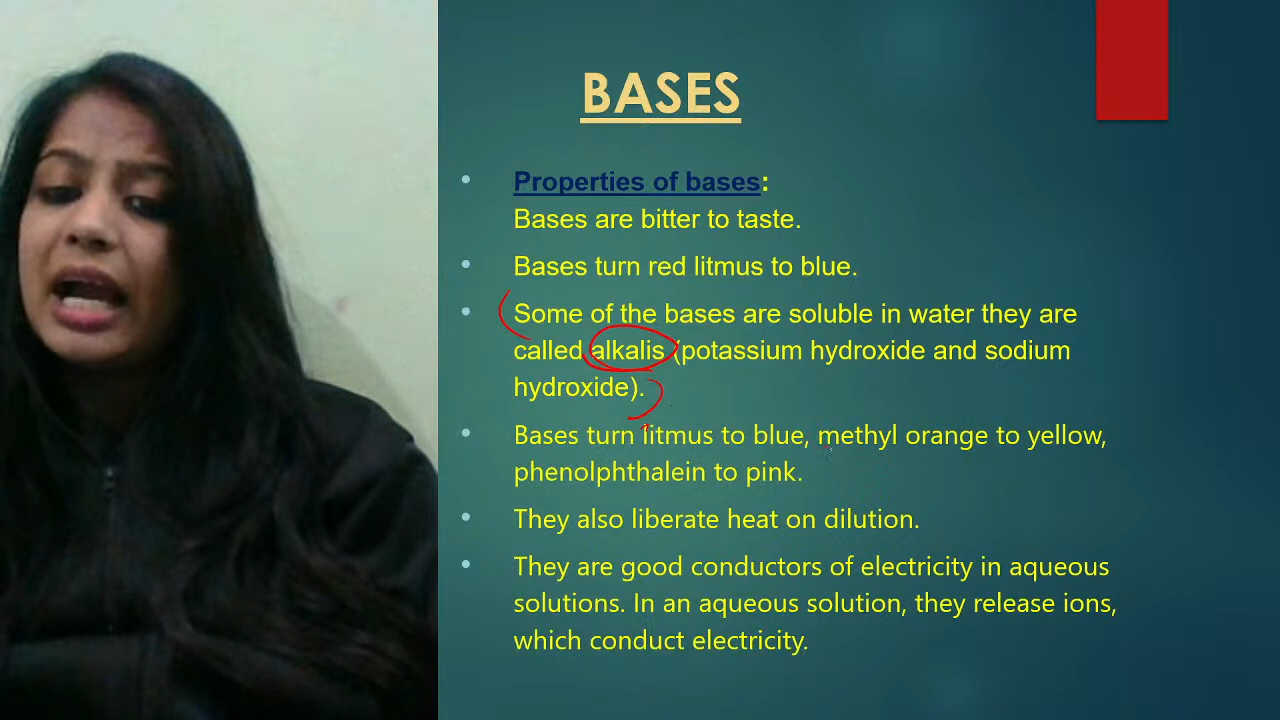 BASES
Properties of bases:
Bases are bitter to taste.
Bases turn red litmus to blue.
Some of the bases are soluble in water they are
called alkalis (potassium hydroxide and sodium
hydroxide).
Bases turn litmus to blue, methyl orange to yellow,
phenolphthalein to pink.
They also liberate heat on dilution.
They are good conductors of electricity in aqueous
solutions. In an aqueous solution, they release ions,
which conduct electricity.